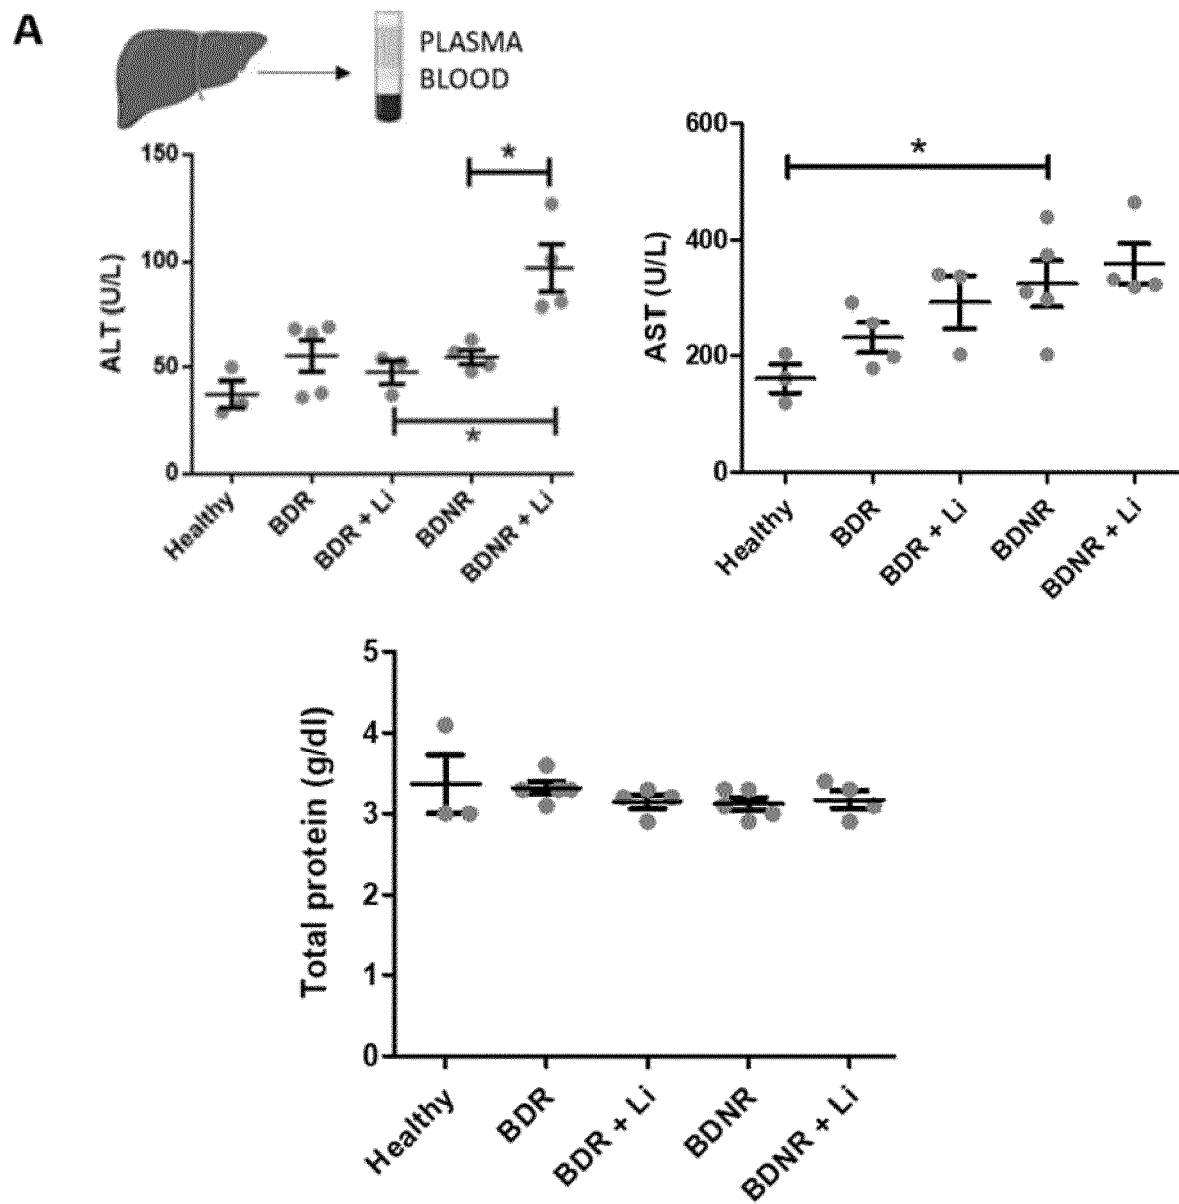 A
PLASMA
BLOOD
ALT (U/L)
150
100
50
0
*
*
Healthy
BDR
BDR + Li
BDNR
BDNR + Li
AST (U/L)
600
400
200
0
*
Healthy
BDR
BDR + Li
BDNR
BDNR + Li
Total protein (g/dl)
5
4
3
2
1
0
Healthy
BDR
BDR + Li
BDNR
BDNR + Li